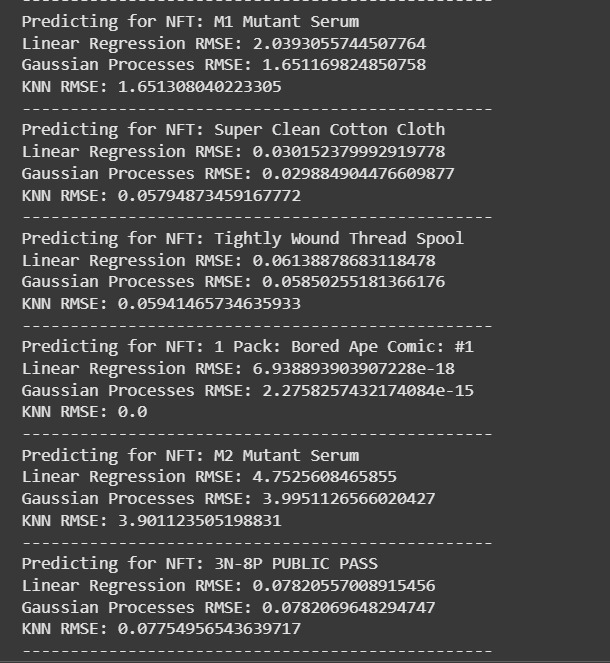 -------------------------------------------------
Predicting for NFT: M1 Mutant Serum
Linear Regression RMSE: 2.0393055744507764
Gaussian Processes RMSE: 1.651169824850758
KNN RMSE: 1.651308040223305
-------------------------------------------------
Predicting for NFT: Super Clean Cotton Cloth
Linear Regression RMSE: 0.030152379992919778
Gaussian Processes RMSE: 0.029884904476609877
KNN RMSE: 0.05794873459167772
-------------------------------------------------
Predicting for NFT: Tightly Wound Thread Spool
Linear Regression RMSE: 0.06138878683118478
Gaussian Processes RMSE: 0.05850255181366176
KNN RMSE: 0.05941465734635933
-------------------------------------------------
Predicting for NFT: 1 Pack: Bored Ape Comic: #1
Linear Regression RMSE: 6.938893903907228e-18
Gaussian Processes RMSE: 2.2758257432174084e-15
KNN RMSE: 0.0
-------------------------------------------------
Predicting for NFT: M2 Mutant Serum
Linear Regression RMSE: 4.7525608465855
Gaussian Processes RMSE: 3.9951126566020427
KNN RMSE: 3.901123505198831
-------------------------------------------------
Predicting for NFT: 3N-8P PUBLIC PASS
Linear Regression RMSE: 0.07820557008915456
Gaussian Processes RMSE: 0.0782069648294747
KNN RMSE: 0.07754956543639717
-------------------------------------------------